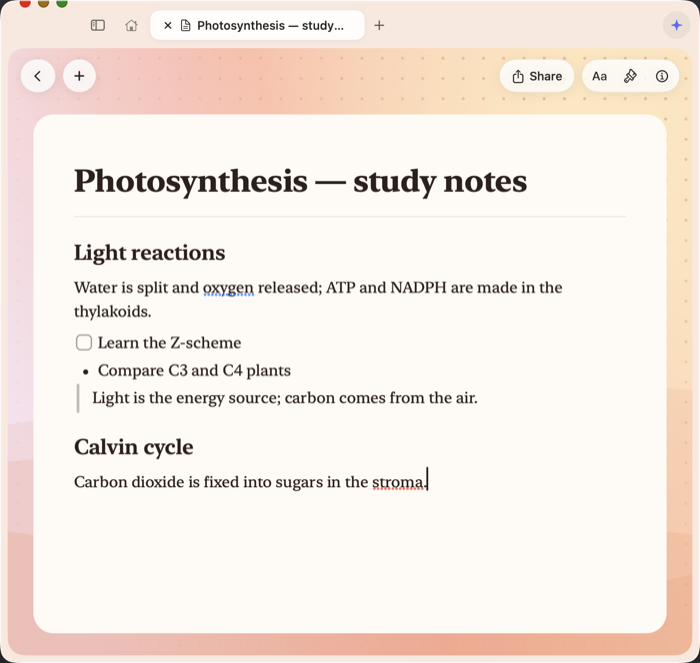 Photosynthesis — study...
Share
Aa
Photosynthesis — study notes
Light reactions
Water is split and oxygen released; ATP and NADPH are made in the
thylakoids.
Learn the Z-scheme
• Compare C3 and C4 plants
Light is the energy source; carbon comes from the air.
Calvin cycle
Carbon dioxide is fixed into sugars in the stroma.